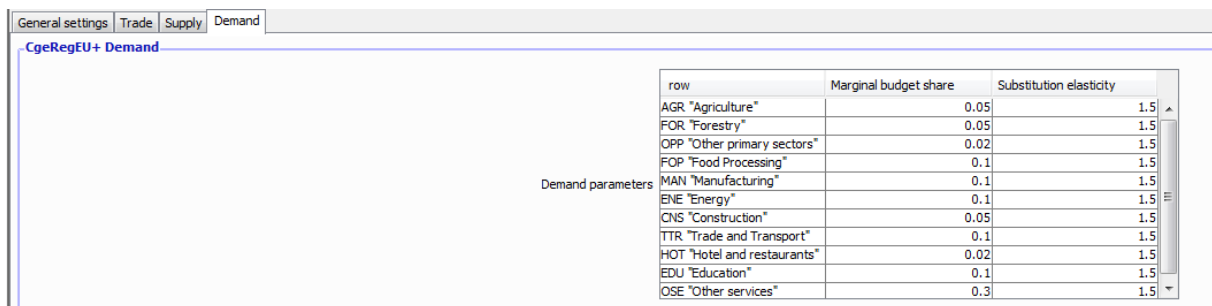 General settings Trade Supply Demand
CgeRegEU+ Demand
row Marginal budget share Substitution elasticity
AGR "Agriculture" 0.05 1.5
FOR "Forestry" 0.05 1.5
OPP "Other primary sectors" 0.02 1.5
FOP "Food Processing" 0.1 1.5
Demand parameters MAN "Manufacturing" 0.1 1.5
ENE "Energy" 0.1 1.5
CNS "Construction" 0.05 1.5
TTR "Trade and Transport" 0.1 1.5
HOT "Hotel and restaurants" 0.02 1.5
EDU "Education" 0.1 1.5
OSE "Other services" 0.3 1.5